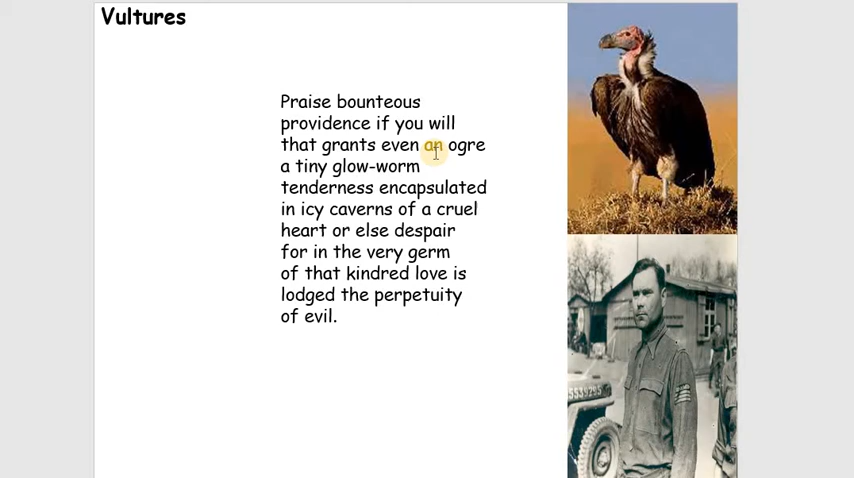 Vultures
Praise bounteous
providence if you will
that grants even an ogre
a tiny glow-worm
tenderness encapsulated
in icy caverns of a cruel
heart or else despair
for in the very germ
of that kindred love is
lodged the perpetuity
of evil.